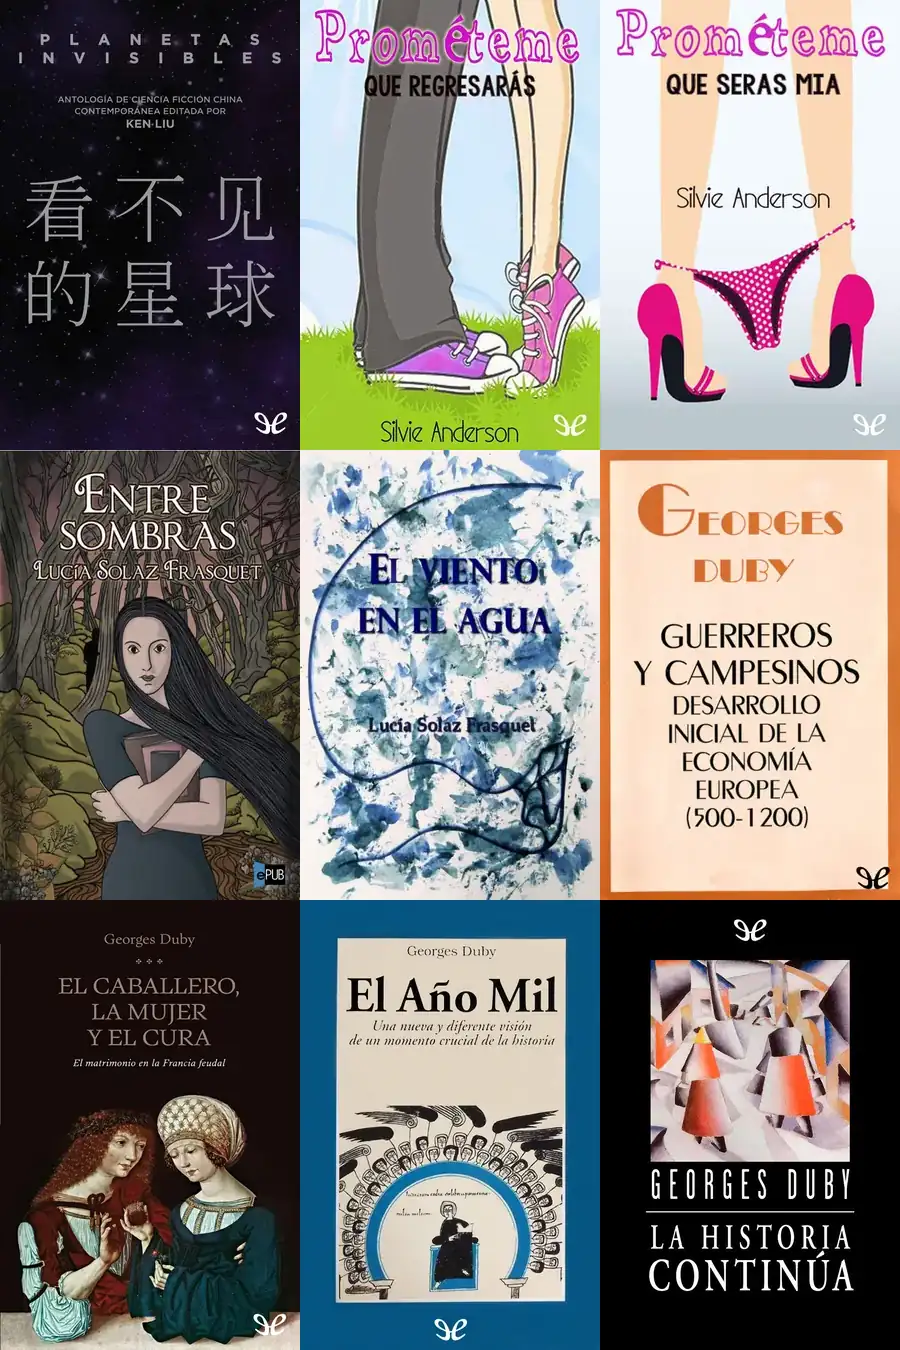 PLANETAS
INVISIBLES
ANTOLOGÍA DE CIENCIA FICCIÓN CHINA
CONTEMPORÁNEA EDITADA POR
KEN LIU
看不见
的星球
Prométeme
QUE REGRESARÁS
Silvie Anderson
Prométeme
QUE SERAS MIA
Silvie Anderson
ENTRE
SOMBRAS
LUCÍA SOLAZ FRASQUET
ePUB
EL VIENTO
EN EL AGUA
Lucía Solaz Frasquet
GEORGES
DUBY
GUERREROS
Y CAMPESINOS
DESARROLLO
INICIAL DE LA
ECONOMÍA
EUROPEA
(500-1200)
Georges Duby
EL CABALLERO,
LA MUJER
Y EL CURA
El matrimonio en la Francia feudal
Georges Duby
El Año Mil
Una nueva y diferente visión
de un momento crucial de la historia
GEORGES DUBY
LA HISTORIA
CONTINÚA